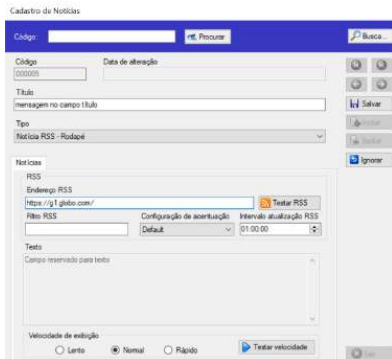 Cadastro de Notícias
Código: Procurar Busca...
Código Data de alteração
000005
Título
mensagem no campo título
Salvar
Tipo
Notícia RSS - Rodapé
Ignorar
Notícias
RSS
Endereço RSS
https://g1.globo.com/ Testar RSS
Filtro RSS Configuração de acentuação Intervalo atualização RSS
Default 01:00:00
Texto
Campo reservado para texto
Velocidade de exibição
Lento Normal Rápido Testar velocidade
Sair